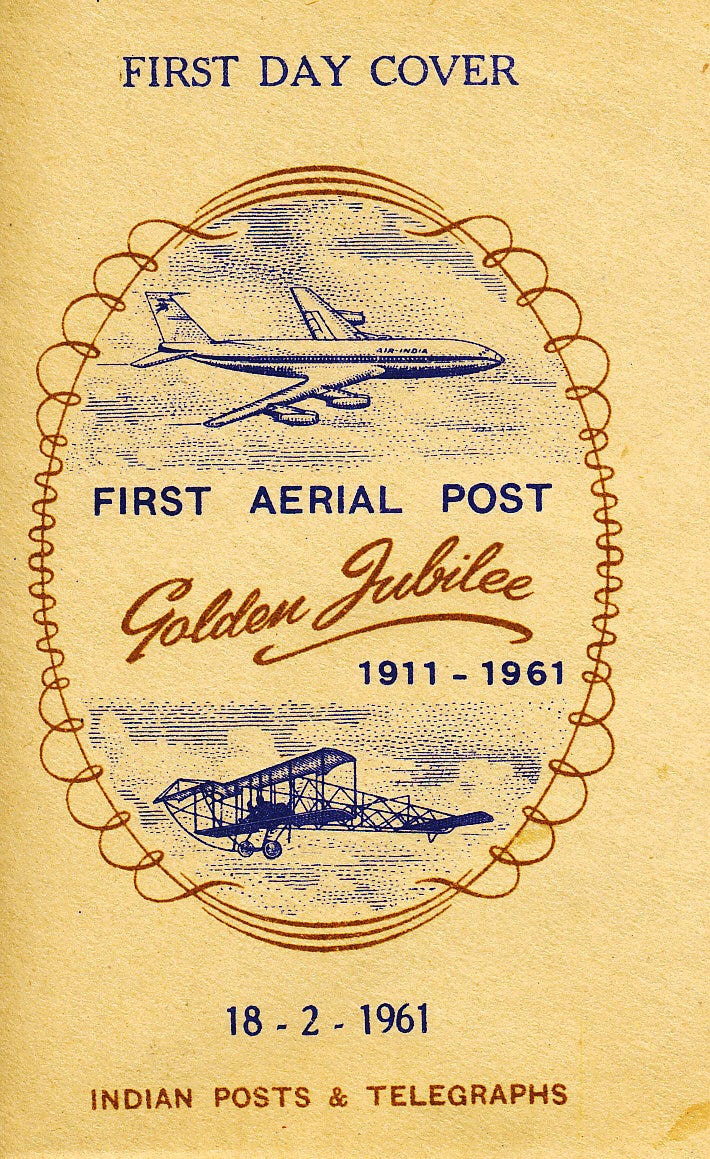 FIRST DAY COVER
AIR-INDIA
FIRST AERIAL POST
Golden Jubilee
1911 - 1961
18 - 2 - 1961
INDIAN POSTS & TELEGRAPHS